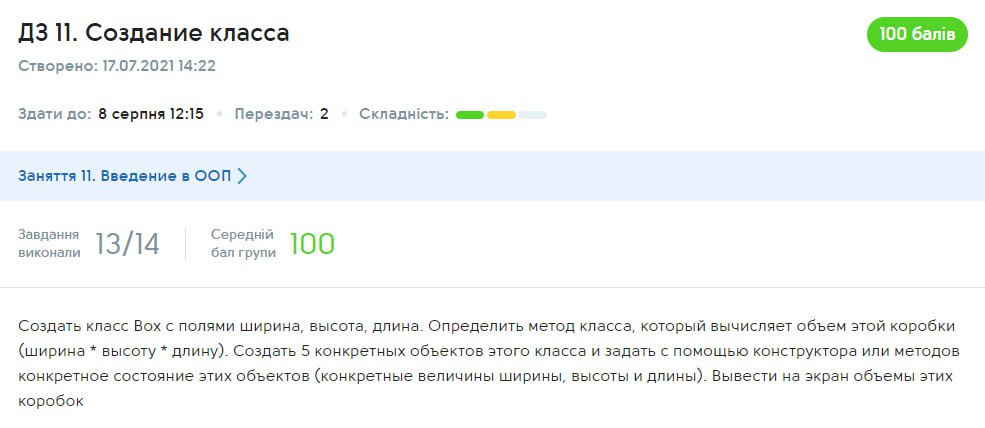 ДЗ 11. Создание класса
100 балів
Створено: 17.07.2021 14:22
Здати до: 8 серпня 12:15 • Перездач: 2 • Складність:
Заняття 11. Введение в ООП >
Завдання виконали 13/14
Середній бал групи 100
Создать класс Box с полями ширина, высота, длина. Определить метод класса, который вычисляет объем этой коробки
(ширина * высоту * длину). Создать 5 конкретных объектов этого класса и задать с помощью конструктора или методов
конкретное состояние этих объектов (конкретные величины ширины, высоты и длины). Вывести на экран объемы этих
коробок